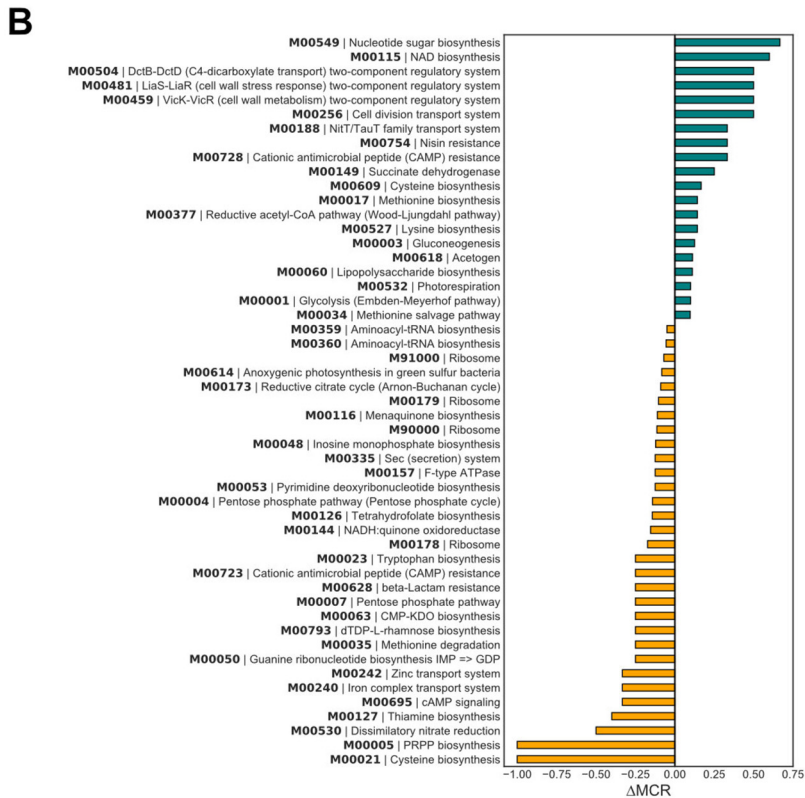 B
M00549 | Nucleotide sugar biosynthesis
M00115 | NAD biosynthesis
M00504 | DctB-DctD (C4-dicarboxylate transport) two-component regulatory system
M00481 | LiaS-LiaR (cell wall stress response) two-component regulatory system
M00459 | VicK-VicR (cell wall metabolism) two-component regulatory system
M00256 | Cell division transport system
M00188 | NitT/TauT family transport system
M00754 | Nisin resistance
M00728 | Cationic antimicrobial peptide (CAMP) resistance
M00149 | Succinate dehydrogenase
M00609 | Cysteine biosynthesis
M00017 | Methionine biosynthesis
M00377 | Reductive acetyl-CoA pathway (Wood-Ljungdahl pathway)
M00527 | Lysine biosynthesis
M00003 | Gluconeogenesis
M00618 | Acetogen
M00060 | Lipopolysaccharide biosynthesis
M00532 | Photorespiration
M00001 | Glycolysis (Embden-Meyerhof pathway)
M00034 | Methionine salvage pathway
M00359 | Aminoacyl-tRNA biosynthesis
M00360 | Aminoacyl-tRNA biosynthesis
M91000 | Ribosome
M00614 | Anoxygenic photosynthesis in green sulfur bacteria
M00173 | Reductive citrate cycle (Arnon-Buchanan cycle)
M00179 | Ribosome
M00116 | Menaquinone biosynthesis
M90000 | Ribosome
M00048 | Inosine monophosphate biosynthesis
M00335 | Sec (secretion) system
M00157 | F-type ATPase
M00053 | Pyrimidine deoxyribonucleotide biosynthesis
M00004 | Pentose phosphate pathway (Pentose phosphate cycle)
M00126 | Tetrahydrofolate biosynthesis
M00144 | NADH:quinone oxidoreductase
M00178 | Ribosome
M00023 | Tryptophan biosynthesis
M00723 | Cationic antimicrobial peptide (CAMP) resistance
M00628 | beta-Lactam resistance
M00007 | Pentose phosphate pathway
M00063 | CMP-KDO biosynthesis
M00793 | dTDP-L-rhamnose biosynthesis
M00035 | Methionine degradation
M00050 | Guanine ribonucleotide biosynthesis IMP => GDP
M00242 | Zinc transport system
M00240 | Iron complex transport system
M00695 | cAMP signaling
M00127 | Thiamine biosynthesis
M00530 | Dissimilatory nitrate reduction
M00005 | PRPP biosynthesis
M00021 | Cysteine biosynthesis
−1.00 −0.75 −0.50 −0.25 0.00 0.25 0.50 0.75
ΔMCR